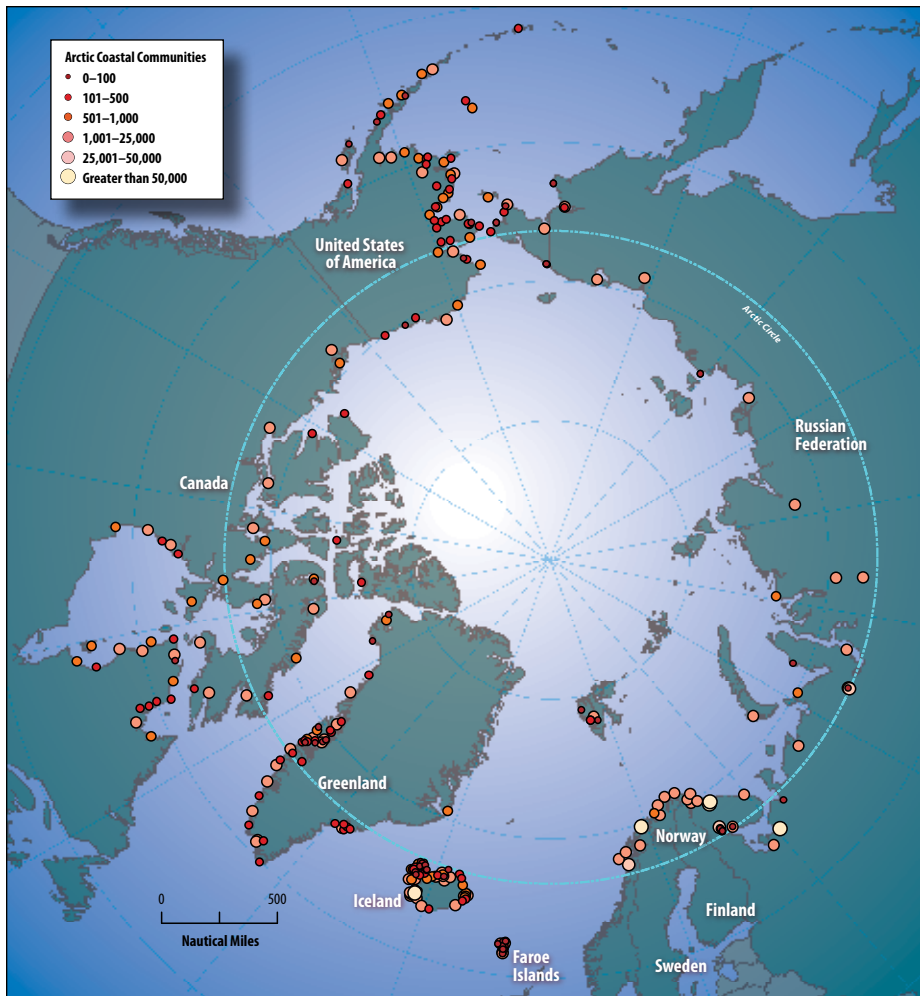 Arctic Coastal Communities
0–100
101–500
501–1,000
1,001–25,000
25,001–50,000
Greater than 50,000
United States
of America
Arctic Circle
Russian
Federation
Canada
Greenland
Norway
Iceland
Finland
0 500
Nautical Miles
Faroe
Islands
Sweden